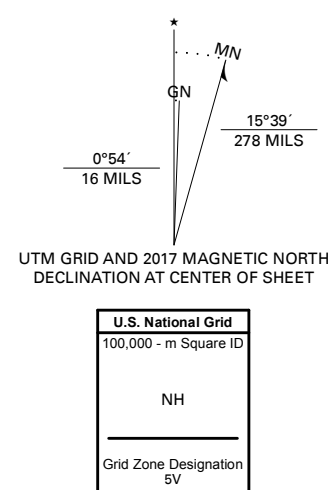 ★
MN
GN
15°39´
278 MILS
0°54´
16 MILS
UTM GRID AND 2017 MAGNETIC NORTH
DECLINATION AT CENTER OF SHEET
U.S. National Grid
100,000 - m Square ID
NH
Grid Zone Designation
5V